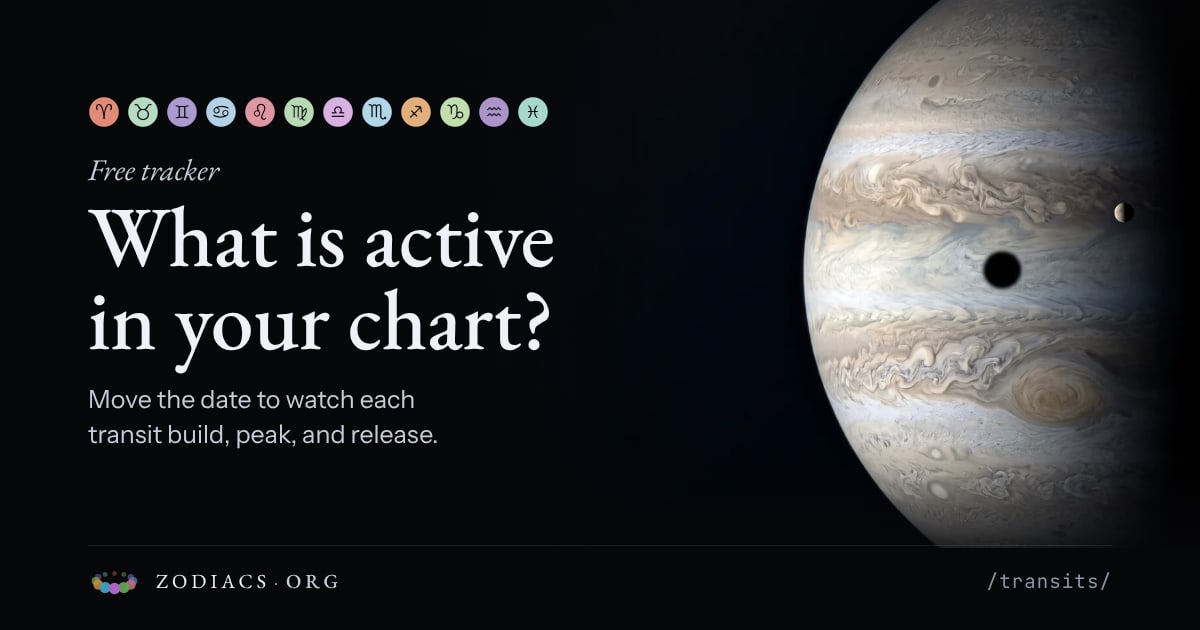 ♈ ♉ ♊ ♋ ♌ ♍ ♎ ♏ ♐ ♑ ♒ ♓
Free tracker
What is active
in your chart?
Move the date to watch each
transit build, peak, and release.
ZODIACS·ORG
/transits/